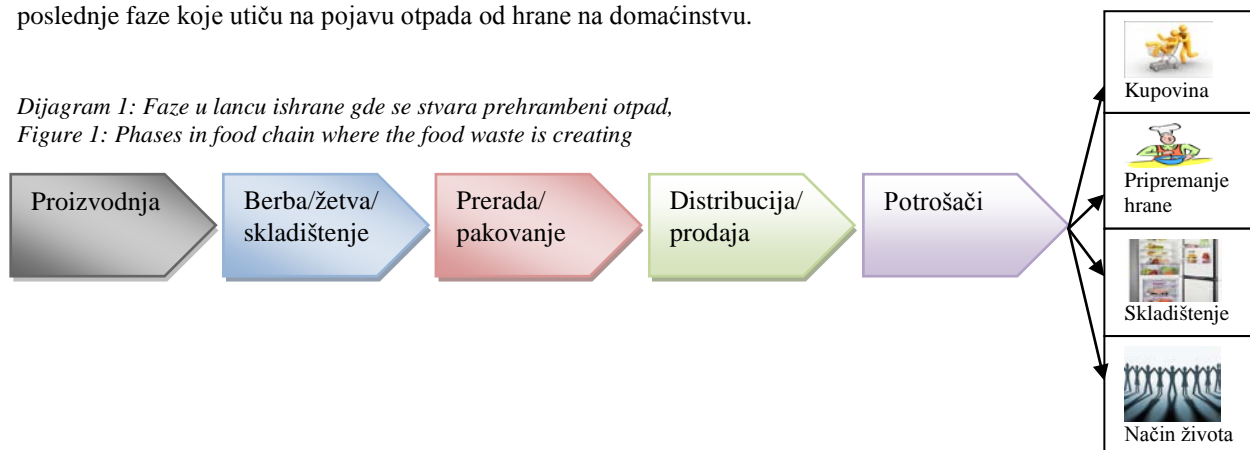 poslednje faze koje utiču na pojavu otpada od hrane na domaćinstvu.
Dijagram 1: Faze u lancu ishrane gde se stvara prehrambeni otpad,
Figure 1: Phases in food chain where the food waste is creating
Proizvodnja
Berba/žetva/
skladištenje
Prerada/
pakovanje
Distribucija/
prodaja
Potrošači
Kupovina
Pripremanje
hrane
Skladištenje
Način života